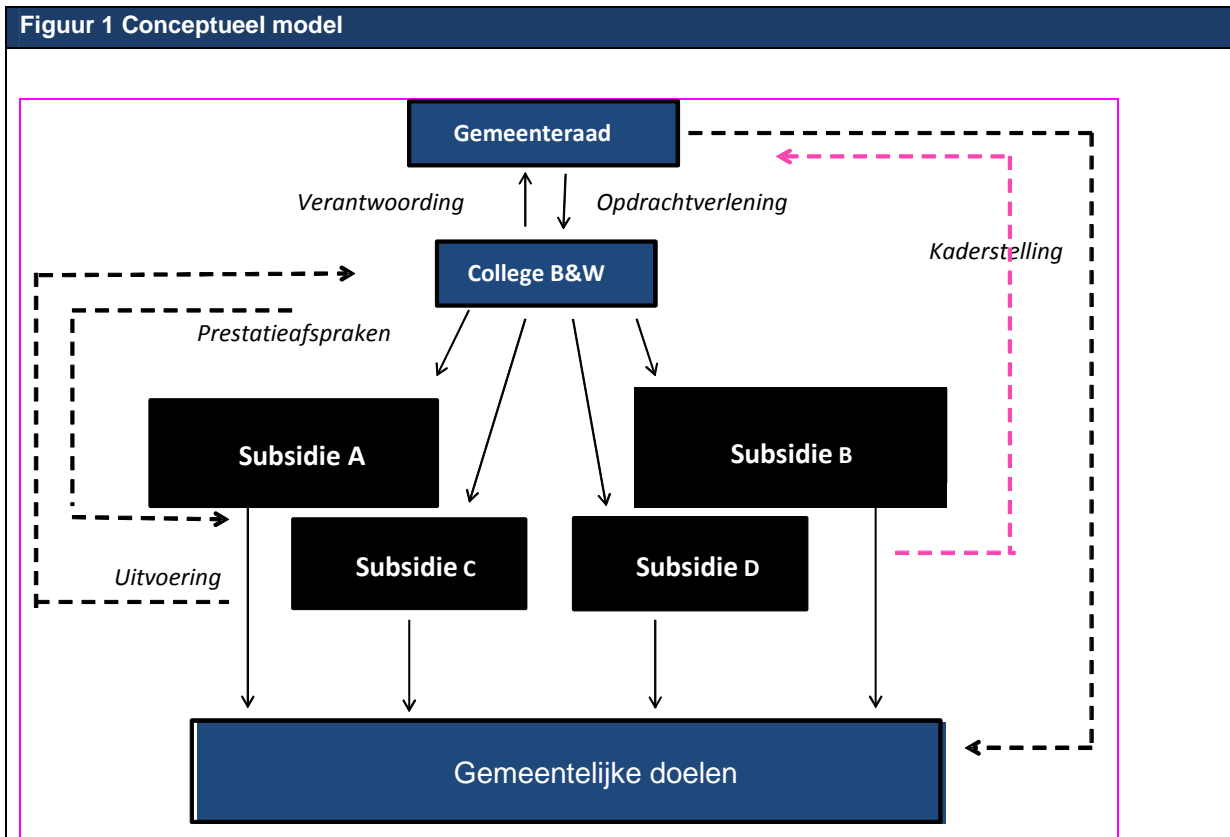 Figuur 1 Conceptueel model
Gemeenteraad
Verantwoording
Opdrachtverlening
Kaderstelling
College B&W
Prestatieafspraken
Subsidie A
Subsidie B
Subsidie C
Subsidie D
Uitvoering
Gemeentelijke doelen